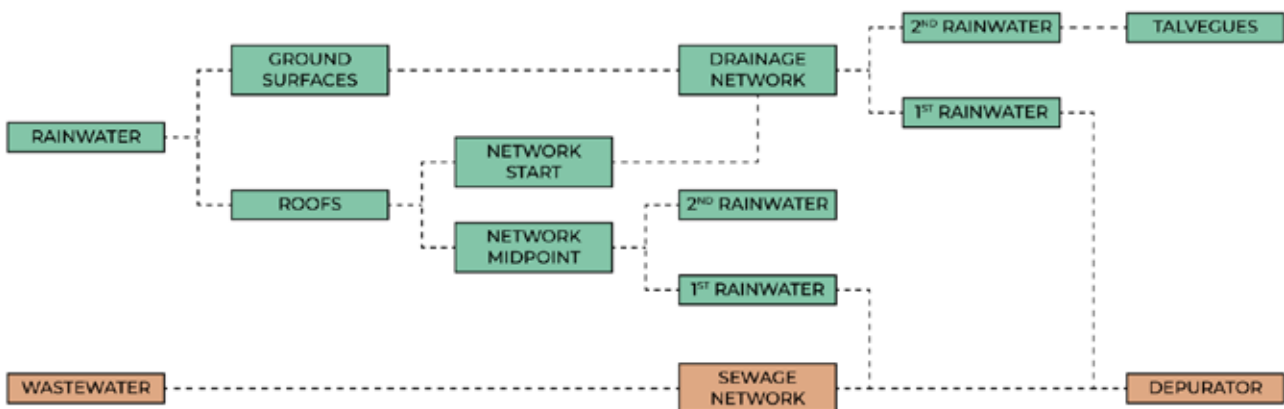 2ND RAINWATER
TALVEGUES
GROUND
SURFACES
DRAINAGE
NETWORK
1ST RAINWATER
RAINWATER
NETWORK
START
ROOFS
2ND RAINWATER
NETWORK
MIDPOINT
1ST RAINWATER
WASTEWATER
SEWAGE
NETWORK
DEPURATOR